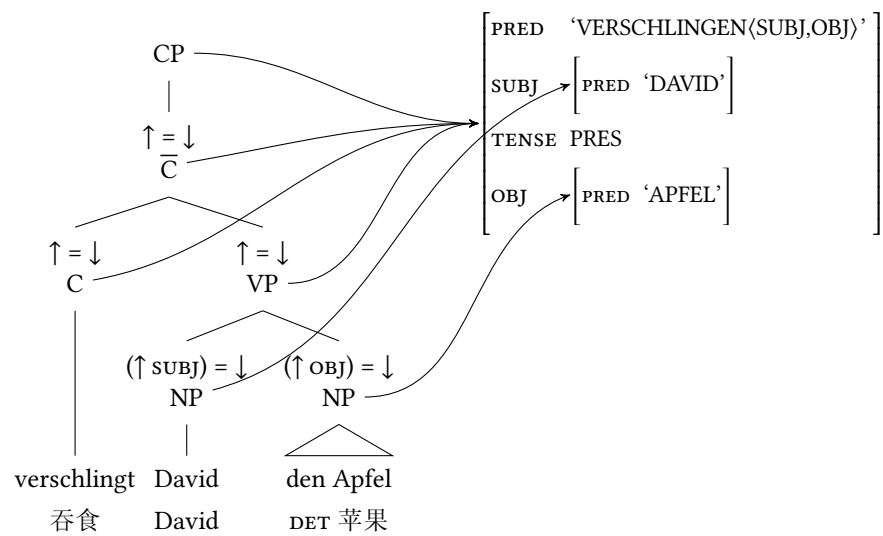 CP
↑ = ↓
C̅
↑ = ↓ ↑ = ↓
C VP
(↑ SUBJ) = ↓ (↑ OBJ) = ↓
NP NP
verschlingt David den Apfel
吞食 David DET 苹果
PRED ‘VERSCHLINGEN⟨SUBJ,OBJ⟩’
SUBJ [PRED ‘DAVID’]
TENSE PRES
OBJ [PRED ‘APFEL’]